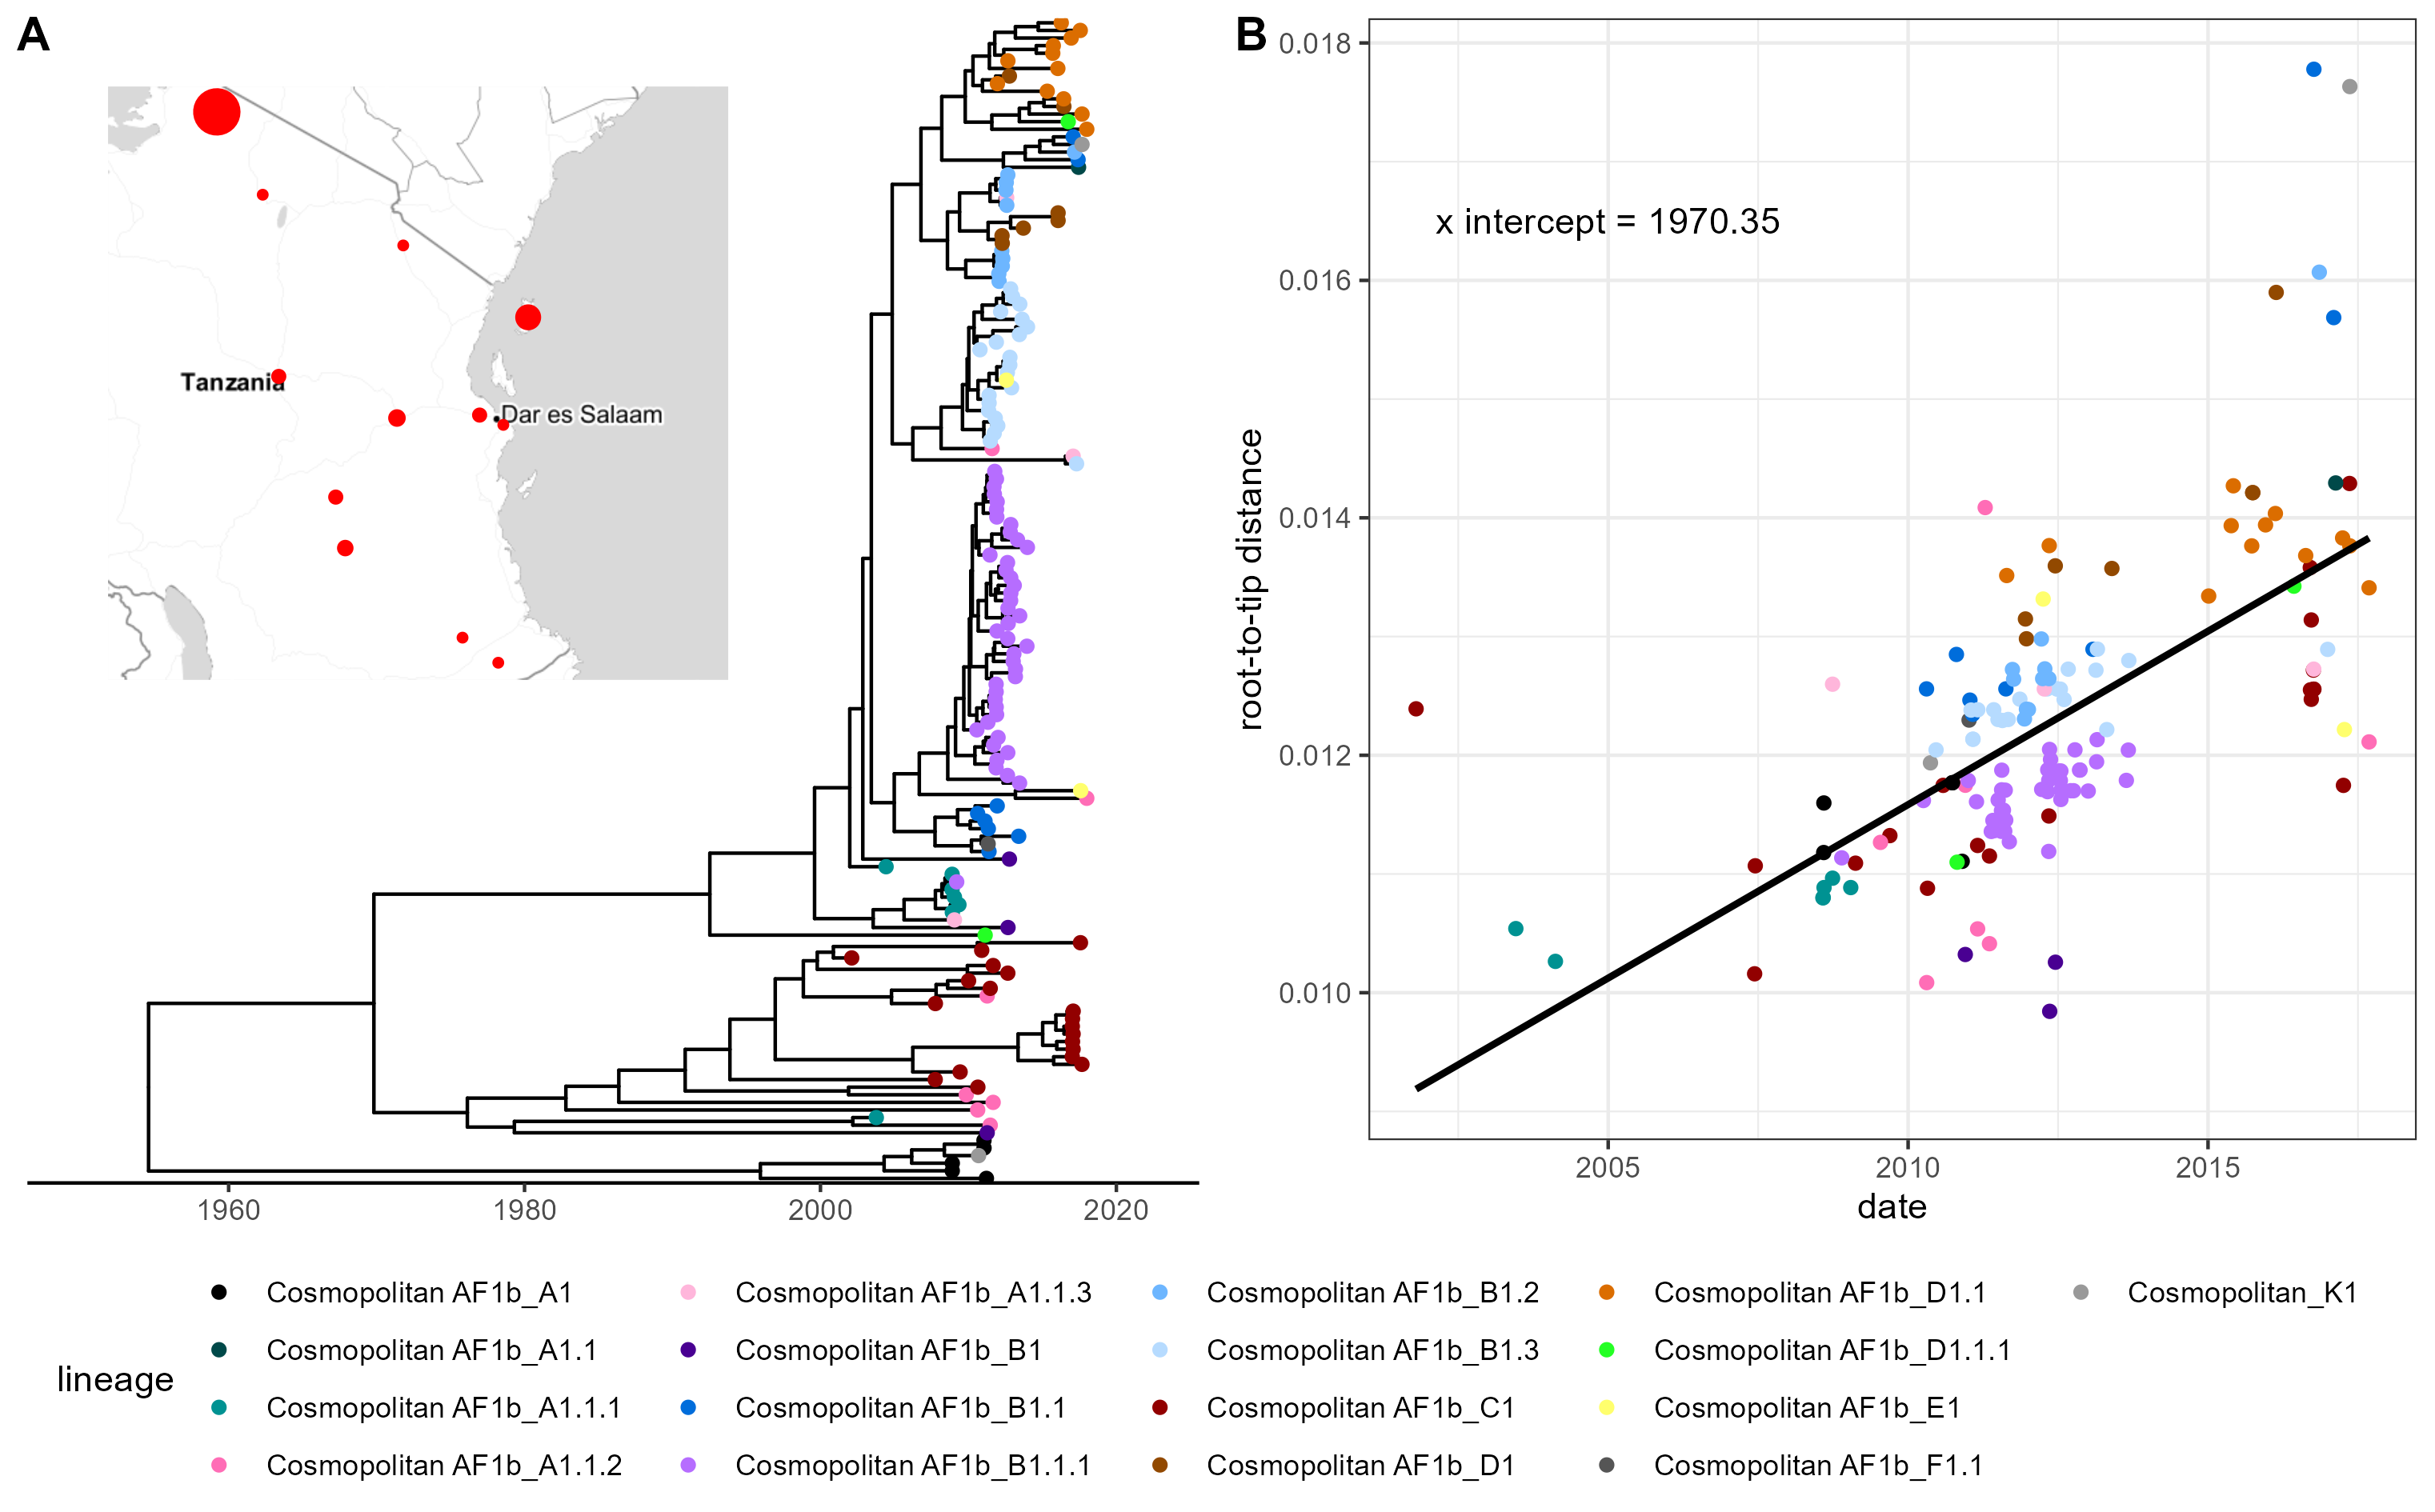 A
Tanzania
Dar es Salaam
1960
1980
2000
2020
B
0.018
0.016
0.014
0.012
0.010
root-to-tip distance
x intercept = 1970.35
2005
2010
2015
date
lineage
Cosmopolitan AF1b_A1
Cosmopolitan AF1b_A1.1
Cosmopolitan AF1b_A1.1.1
Cosmopolitan AF1b_A1.1.2
Cosmopolitan AF1b_A1.1.3
Cosmopolitan AF1b_B1
Cosmopolitan AF1b_B1.1
Cosmopolitan AF1b_B1.1.1
Cosmopolitan AF1b_B1.2
Cosmopolitan AF1b_B1.3
Cosmopolitan AF1b_C1
Cosmopolitan AF1b_D1
Cosmopolitan AF1b_D1.1
Cosmopolitan AF1b_D1.1.1
Cosmopolitan AF1b_E1
Cosmopolitan AF1b_F1.1
Cosmopolitan_K1